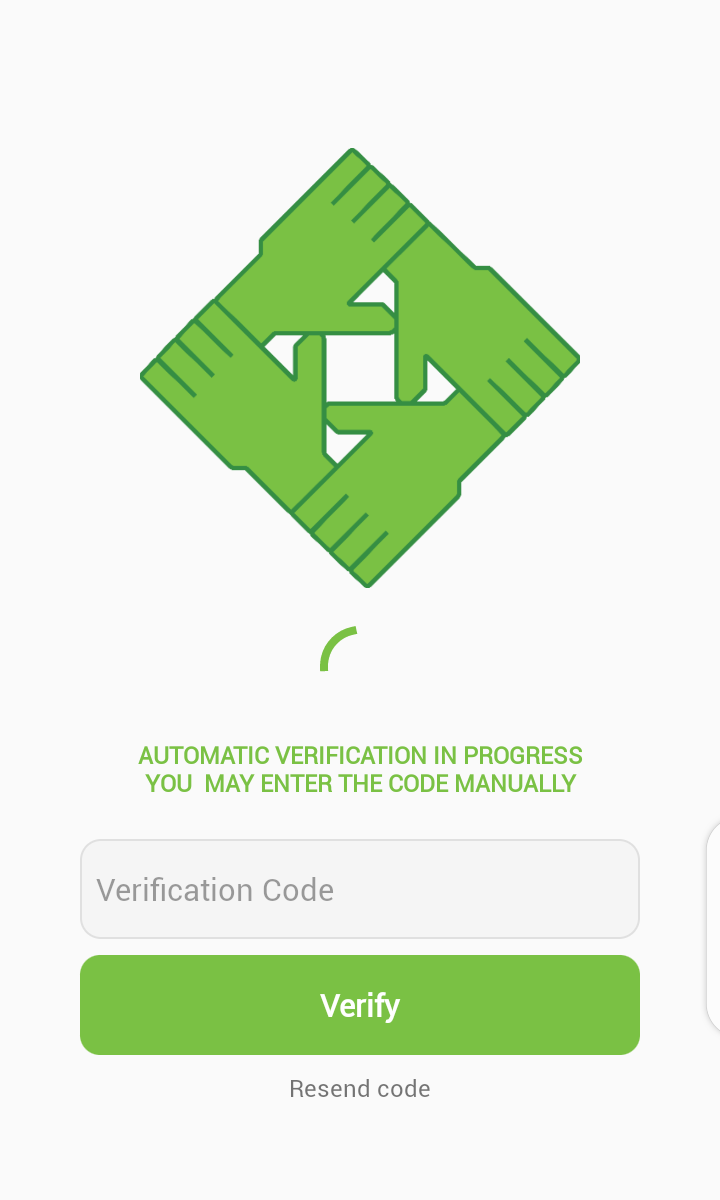 AUTOMATIC VERIFICATION IN PROGRESS
YOU  MAY ENTER THE CODE MANUALLY
Verification Code
Verify
Resend code